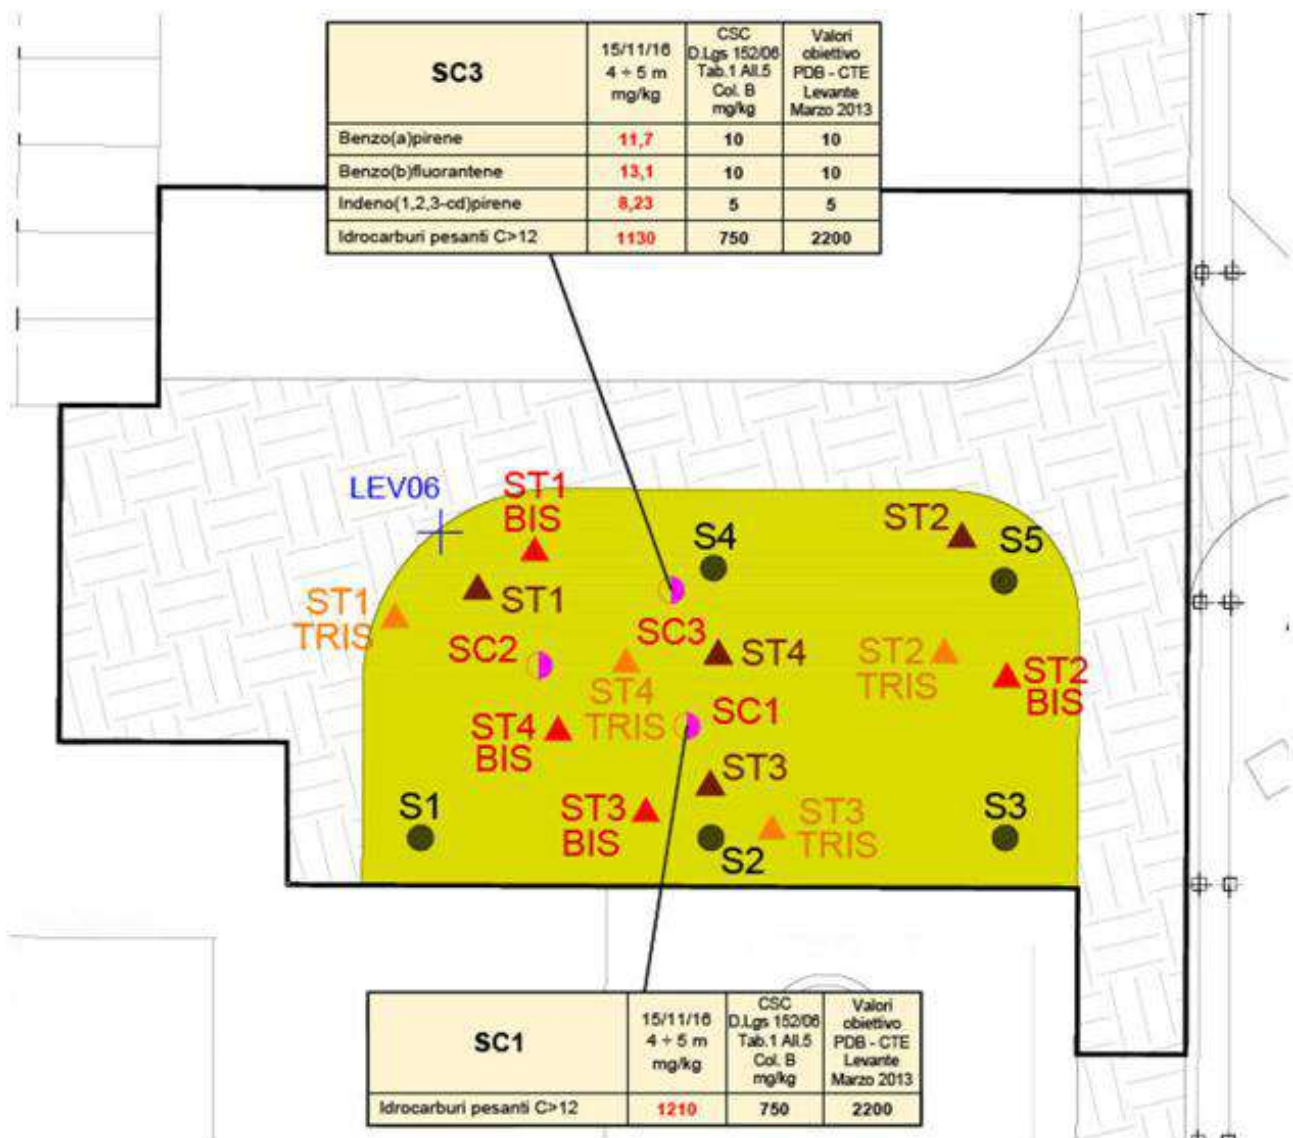 SC3
15/11/16
4 ÷ 5 m
mg/kg
CSC
D.Lgs 152/06
Tab.1 All.5
Col. B
mg/kg
Valori
obiettivo
PDB - CTE
Levante
Marzo 2013
Benzo(a)pirene 11,7 10 10
Benzo(b)fluorantene 13,1 10 10
Indeno(1,2,3-cd)pirene 8,23 5 5
Idrocarburi pesanti C>12 1130 750 2200
LEV06
ST1
BIS
ST2
S4
S5
ST1
TRIS
ST1
SC2
SC3
ST4
ST2
TRIS
ST2
BIS
ST4
TRIS
SC1
ST4
BIS
ST3
S1
ST3
BIS
S2
ST3
TRIS
S3
SC1
15/11/16
4 ÷ 5 m
mg/kg
CSC
D.Lgs 152/06
Tab.1 All.5
Col. B
mg/kg
Valori
obiettivo
PDB - CTE
Levante
Marzo 2013
Idrocarburi pesanti C>12 1210 750 2200